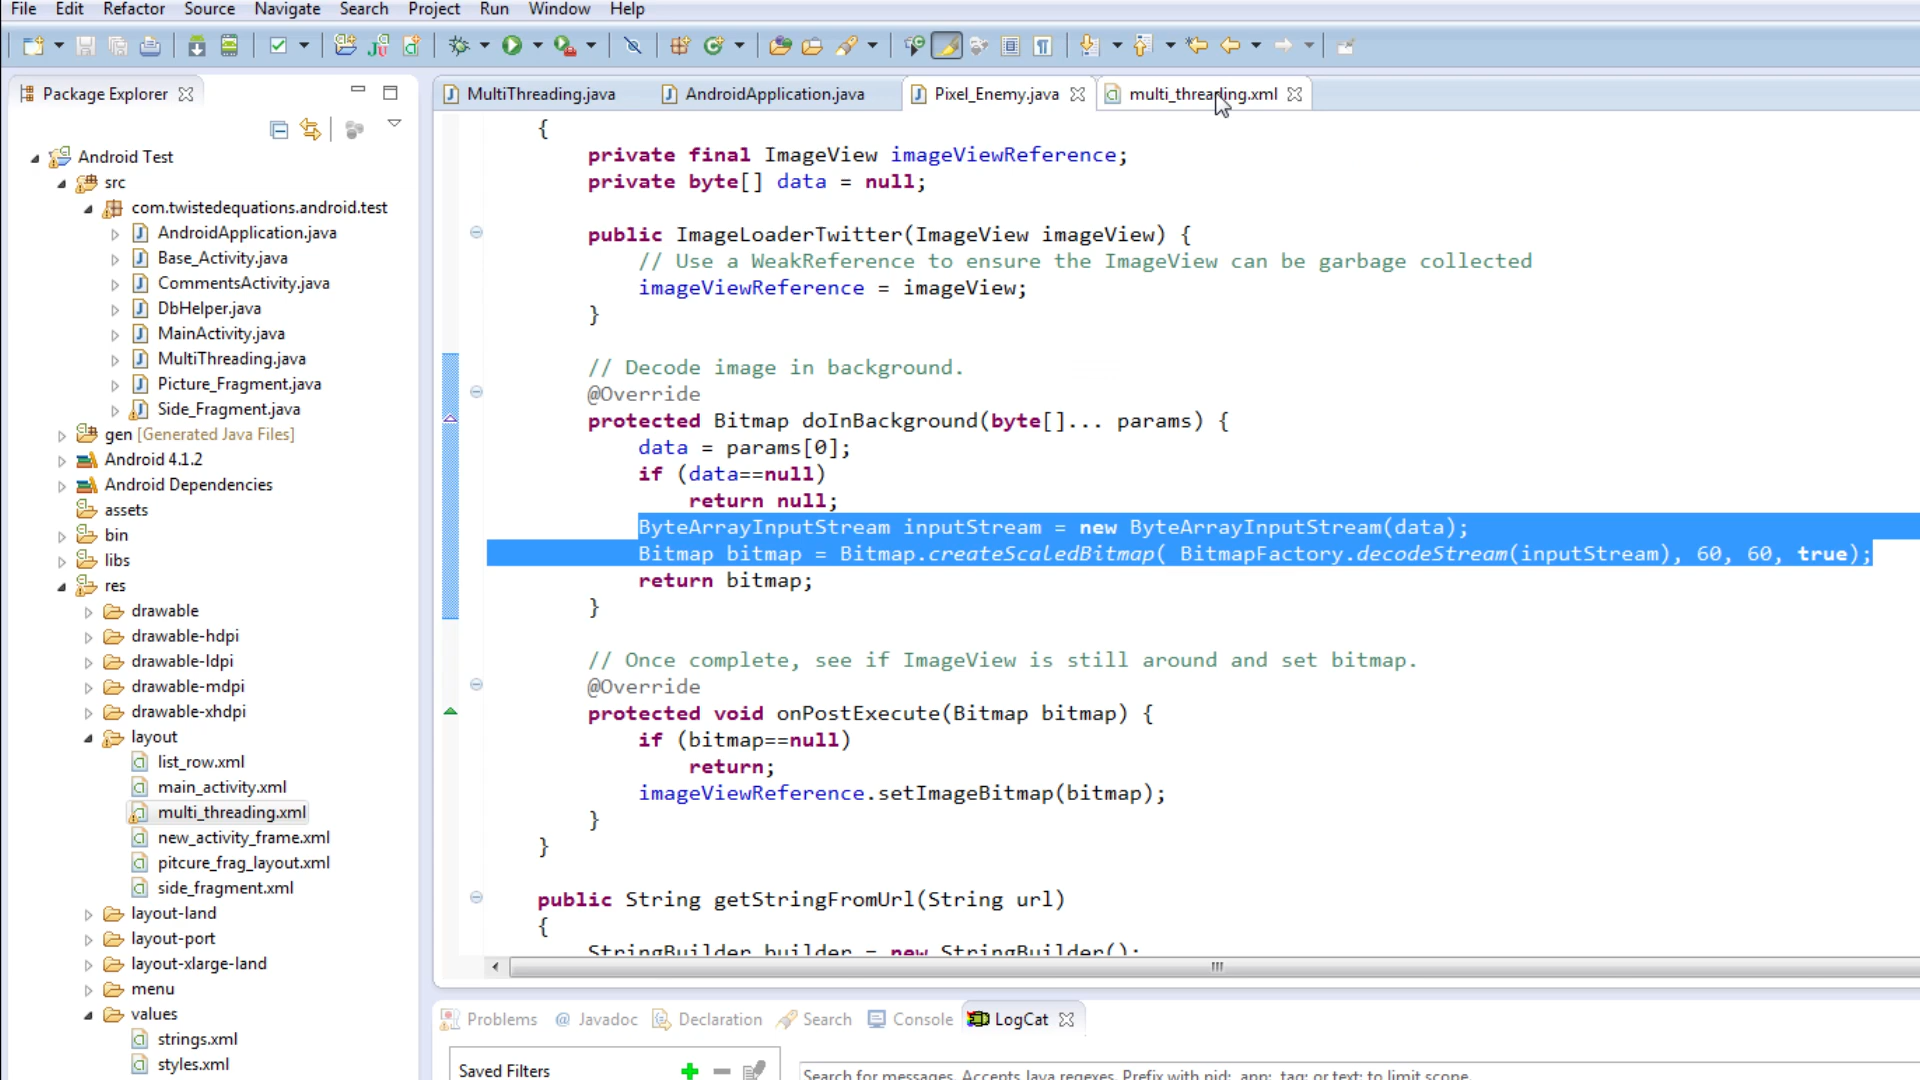 File Edit Refactor Source Navigate Search Project Run Window Help
Package Explorer
MultiThreading.java AndroidApplication.java Pixel_Enemy.java multi_threading.xml
Android Test
src
com.twistedequations.android.test
AndroidApplication.java
Base_Activity.java
CommentsActivity.java
DbHelper.java
MainActivity.java
MultiThreading.java
Picture_Fragment.java
Side_Fragment.java
gen [Generated Java Files]
Android 4.1.2
Android Dependencies
assets
bin
libs
res
drawable
drawable-hdpi
drawable-ldpi
drawable-mdpi
drawable-xhdpi
layout
list_row.xml
main_activity.xml
multi_threading.xml
new_activity_frame.xml
pitcure_frag_layout.xml
side_fragment.xml
layout-land
layout-port
layout-xlarge-land
menu
values
strings.xml
styles.xml
{
private final ImageView imageViewReference;
private byte[] data = null;
public ImageLoaderTwitter(ImageView imageView) {
// Use a WeakReference to ensure the ImageView can be garbage collected
imageViewReference = imageView;
}
// Decode image in background.
@Override
protected Bitmap doInBackground(byte[]... params) {
data = params[0];
if (data==null)
return null;
ByteArrayInputStream inputStream = new ByteArrayInputStream(data);
Bitmap bitmap = Bitmap.createScaledBitmap( BitmapFactory.decodeStream(inputStream), 60, 60, true);
return bitmap;
}
// Once complete, see if ImageView is still around and set bitmap.
@Override
protected void onPostExecute(Bitmap bitmap) {
if (bitmap==null)
return;
imageViewReference.setImageBitmap(bitmap);
}
}
public String getStringFromUrl(String url)
{
StringBuilder builder = new StringBuilder();
Problems @ Javadoc Declaration Search Console LogCat
Saved Filters
Search for messages. Accepts Java regexes. Prefix with pid:, app:, tag: or text: to limit scope.